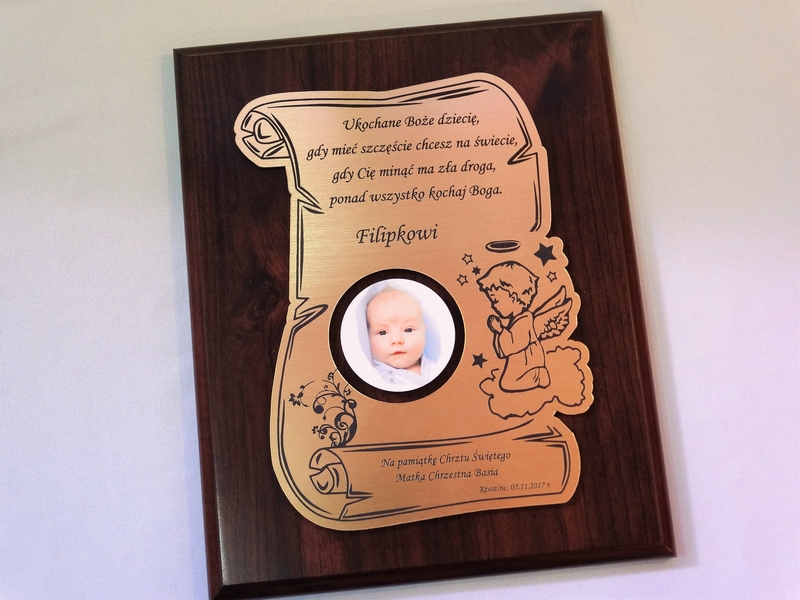 Ukochane Boże dziecię,
gdy mieć szczęście chcesz na świecie,
gdy Cię minąć ma zła droga,
ponad wszystko kochaj Boga.
Filipkowi
Na pamiątkę Chrztu Świętego
Matka Chrzestna Basia
Rzeszów, 05.11.2017 r.